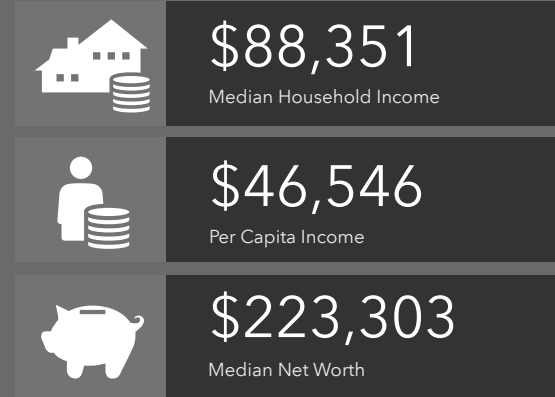 $88,351
Median Household Income
$46,546
Per Capita Income
$223,303
Median Net Worth